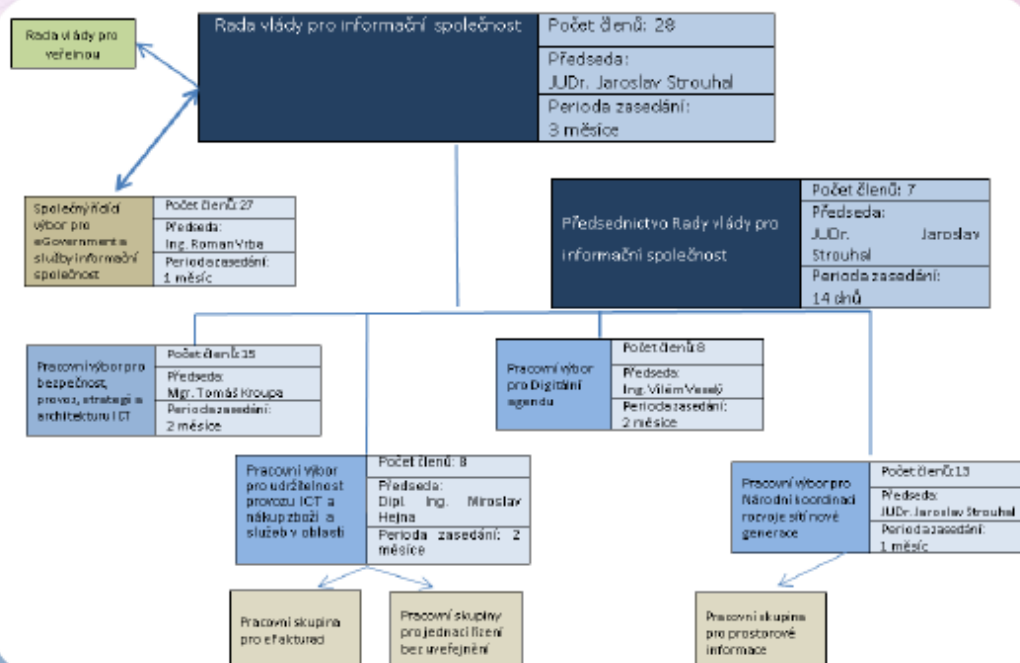 Rada vlády pro
veřejnou
Rada vlády pro informační společnost
Počet členů: 28
Předseda:
JUDr. Jaroslav Strouhal
Perioda zasedání:
3 měsíce
Společný řídící
výbor pro
eGovernment a
služby informační
společnost
Počet členů: 27
Předseda:
Ing. Roman Vrba
Perioda zasedání:
1 měsíc
Předsednictvo Rady vlády pro
informační společnost
Počet členů: 7
Předseda:
JUDr. Jaroslav
Strouhal
Perioda zasedání:
14 dnů
Pracovní výbor pro
bezpečnost,
provoz, strategii a
architekturu ICT
Počet členů: 15
Předseda:
Mgr. Tomáš Kroupa
Perioda zasedání:
2 měsíce
Pracovní výbor
pro Digitální
agendu
Počet členů: 8
Předseda:
Ing. Vilém Veselý
Perioda zasedání:
2 měsíce
Pracovní výbor
pro udržitelnost
provozu ICT a
nákup zboží a
služeb v oblasti
Počet členů: 8
Předseda:
Dipl. Ing. Miroslav
Hejna
Perioda zasedání: 2
měsíce
Pracovní výbor pro
Národní koordinaci
rozvoje sítí nové
generace
Počet členů: 13
Předseda:
JUDr. Jaroslav Strouhal
Perioda zasedání:
1 měsíc
Pracovní skupina
pro eFakturaci
Pracovní skupiny
pro jednací řízení
bez uveřejnění
Pracovní skupina
pro prostorové
informace